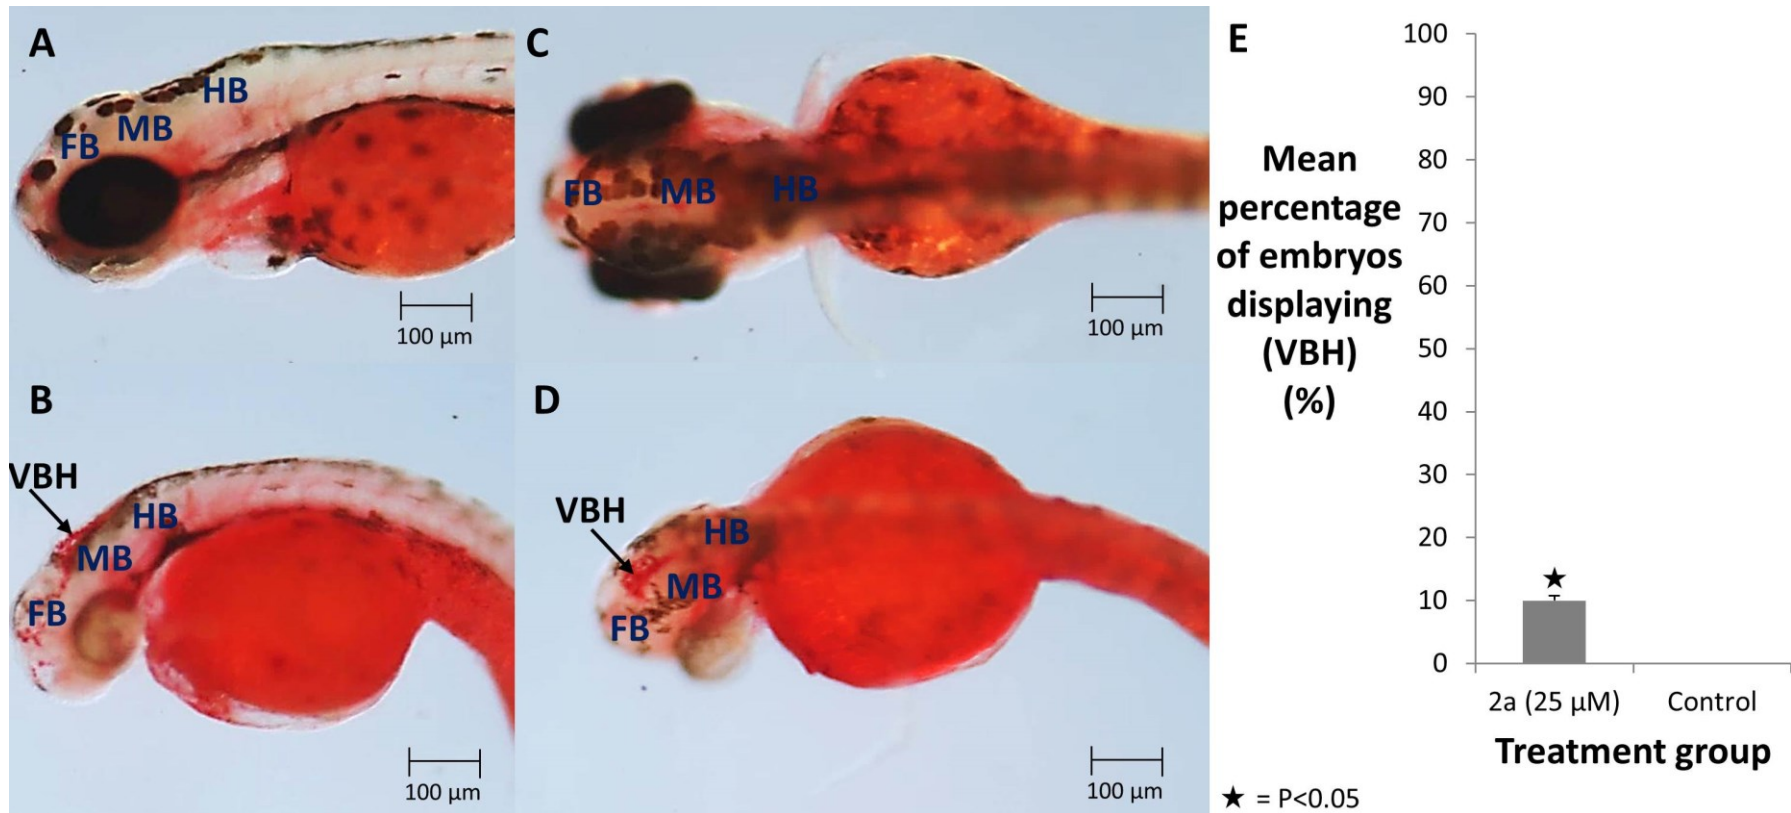 A
HB
MB
FB
100 µm
C
FB
MB
HB
100 µm
B
VBH
HB
MB
FB
100 µm
D
VBH
HB
MB
FB
100 µm
E
Mean
percentage
of embryos
displaying
(VBH)
(%)
100
90
80
70
60
50
40
30
20
10
0
★
2a (25 µM)
Control
Treatment group
★ = P<0.05